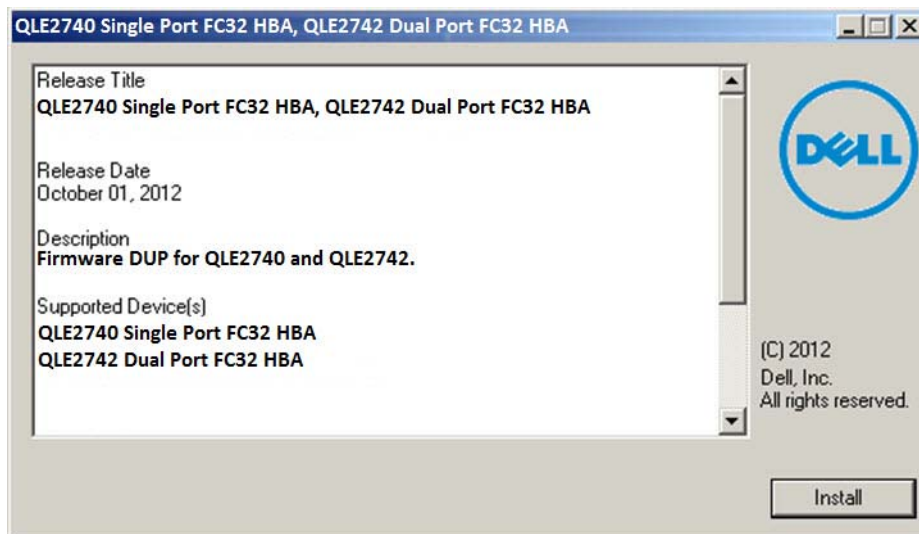 QLE2740 Single Port FC32 HBA, QLE2742 Dual Port FC32 HBA
Release Title
QLE2740 Single Port FC32 HBA, QLE2742 Dual Port FC32 HBA
Release Date
October 01, 2012
Description
Firmware DUP for QLE2740 and QLE2742.
Supported Device(s)
QLE2740 Single Port FC32 HBA
QLE2742 Dual Port FC32 HBA
DELL
(C) 2012
Dell, Inc.
All rights reserved.
Install